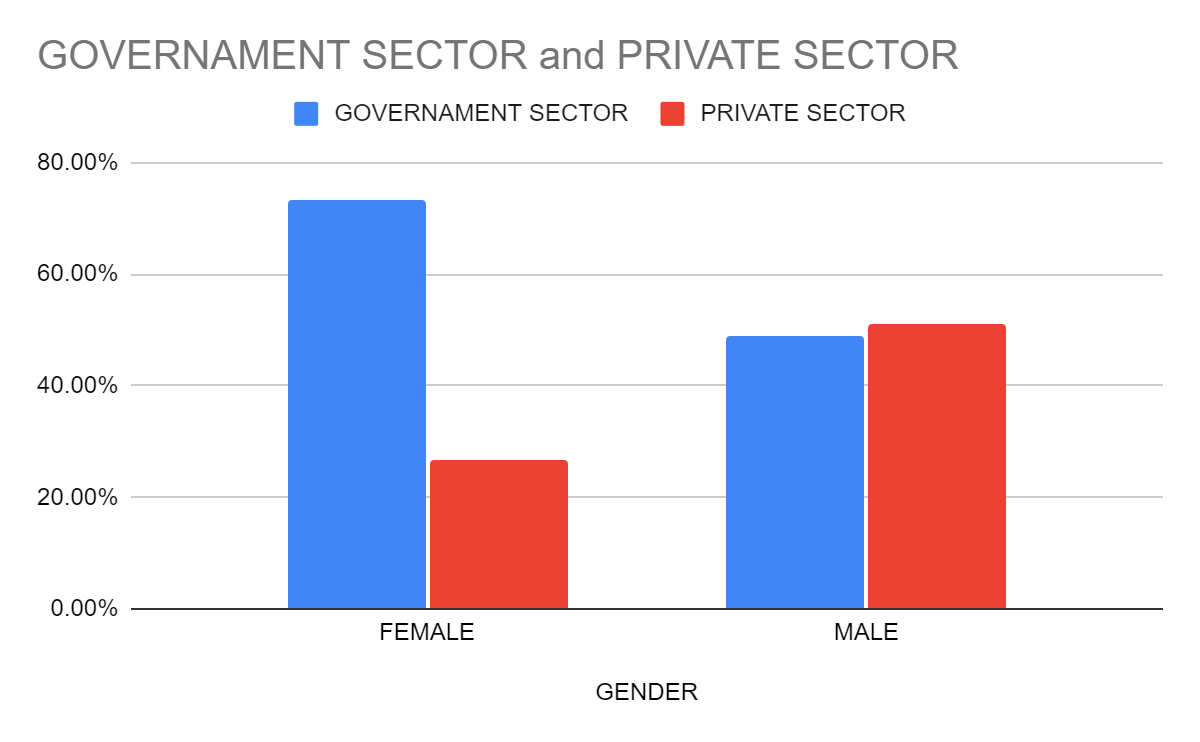 GOVERNAMENT SECTOR and PRIVATE SECTOR
GOVERNAMENT SECTOR PRIVATE SECTOR
80.00%
60.00%
40.00%
20.00%
0.00%
FEMALE MALE
GENDER